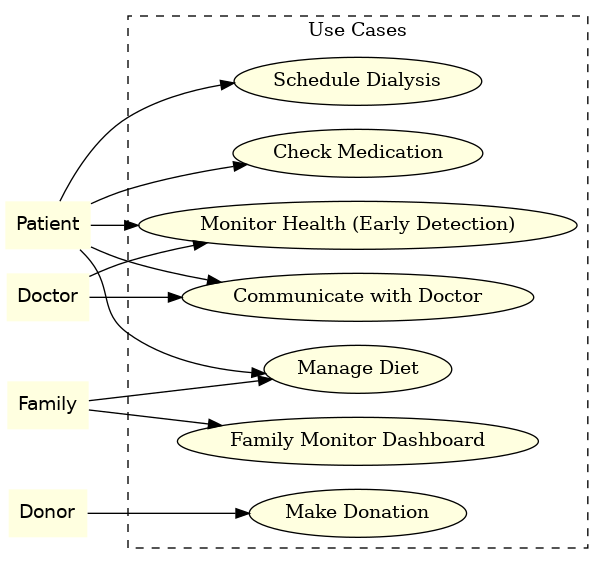 Use Cases
Schedule Dialysis
Check Medication
Patient
Monitor Health (Early Detection)
Doctor
Communicate with Doctor
Manage Diet
Family
Family Monitor Dashboard
Donor
Make Donation